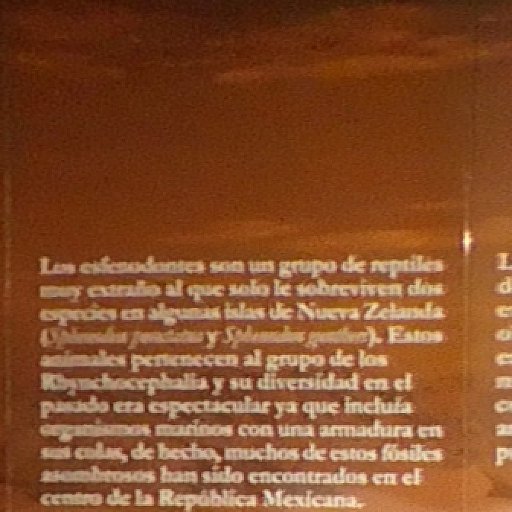 Los esfenodontes son un grupo de reptiles
muy extraño al que solo le sobreviven dos
especies en algunas islas de Nueva Zelanda
(Sphenodon punctatus y Sphenodon guntheri). Estos
animales pertenecen al grupo de los
Rhynchocephalia y su diversidad en el
pasado era espectacular ya que incluía
organismos marinos con una armadura en
sus colas, de hecho, muchos de estos fósiles
asombrosos han sido encontrados en el
centro de la República Mexicana.